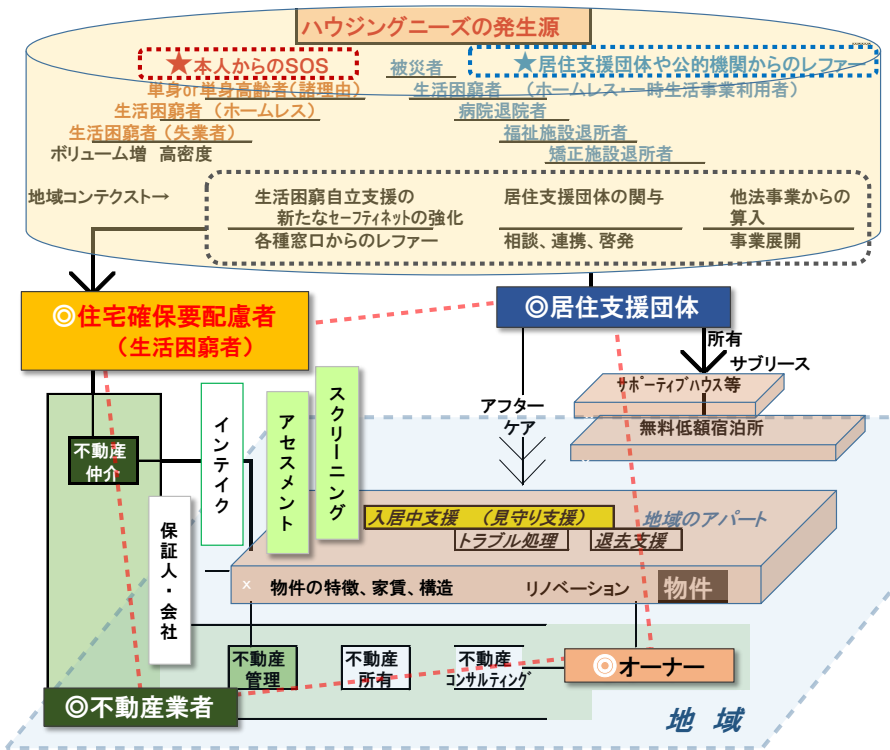 ハウジングニーズの発生源
★本人からのSOS
被災者
★居住支援団体や公的機関からのレファー
単身or単身高齢者（諸理由）
生活困窮者 （ホームレス・一時生活事業利用者）
生活困窮者（ホームレス）
病院退院者
生活困窮者（失業者）
福祉施設退所者
ボリューム増 高密度
矯正施設退所者
地域コンテクスト→
生活困窮自立支援の
新たなセーフティネットの強化
各種窓口からのレファー
居住支援団体の関与
相談、連携、啓発
他法事業からの
算入
事業展開
◎住宅確保要配慮者
（生活困窮者）
◎居住支援団体
所有
サブリース
サポーティブハウス等
無料低額宿泊所
アフター
ケア
スクリーニング
アセスメント
インテイク
不動産
仲介
保証人・会社
入居中支援 （見守り支援）
地域のアパート
トラブル処理
退去支援
x
物件の特徴、家賃、構造
リノベーション
物件
不動産
管理
不動産
所有
不動産
コンサルティング
◎オーナー
◎不動産業者
地 域